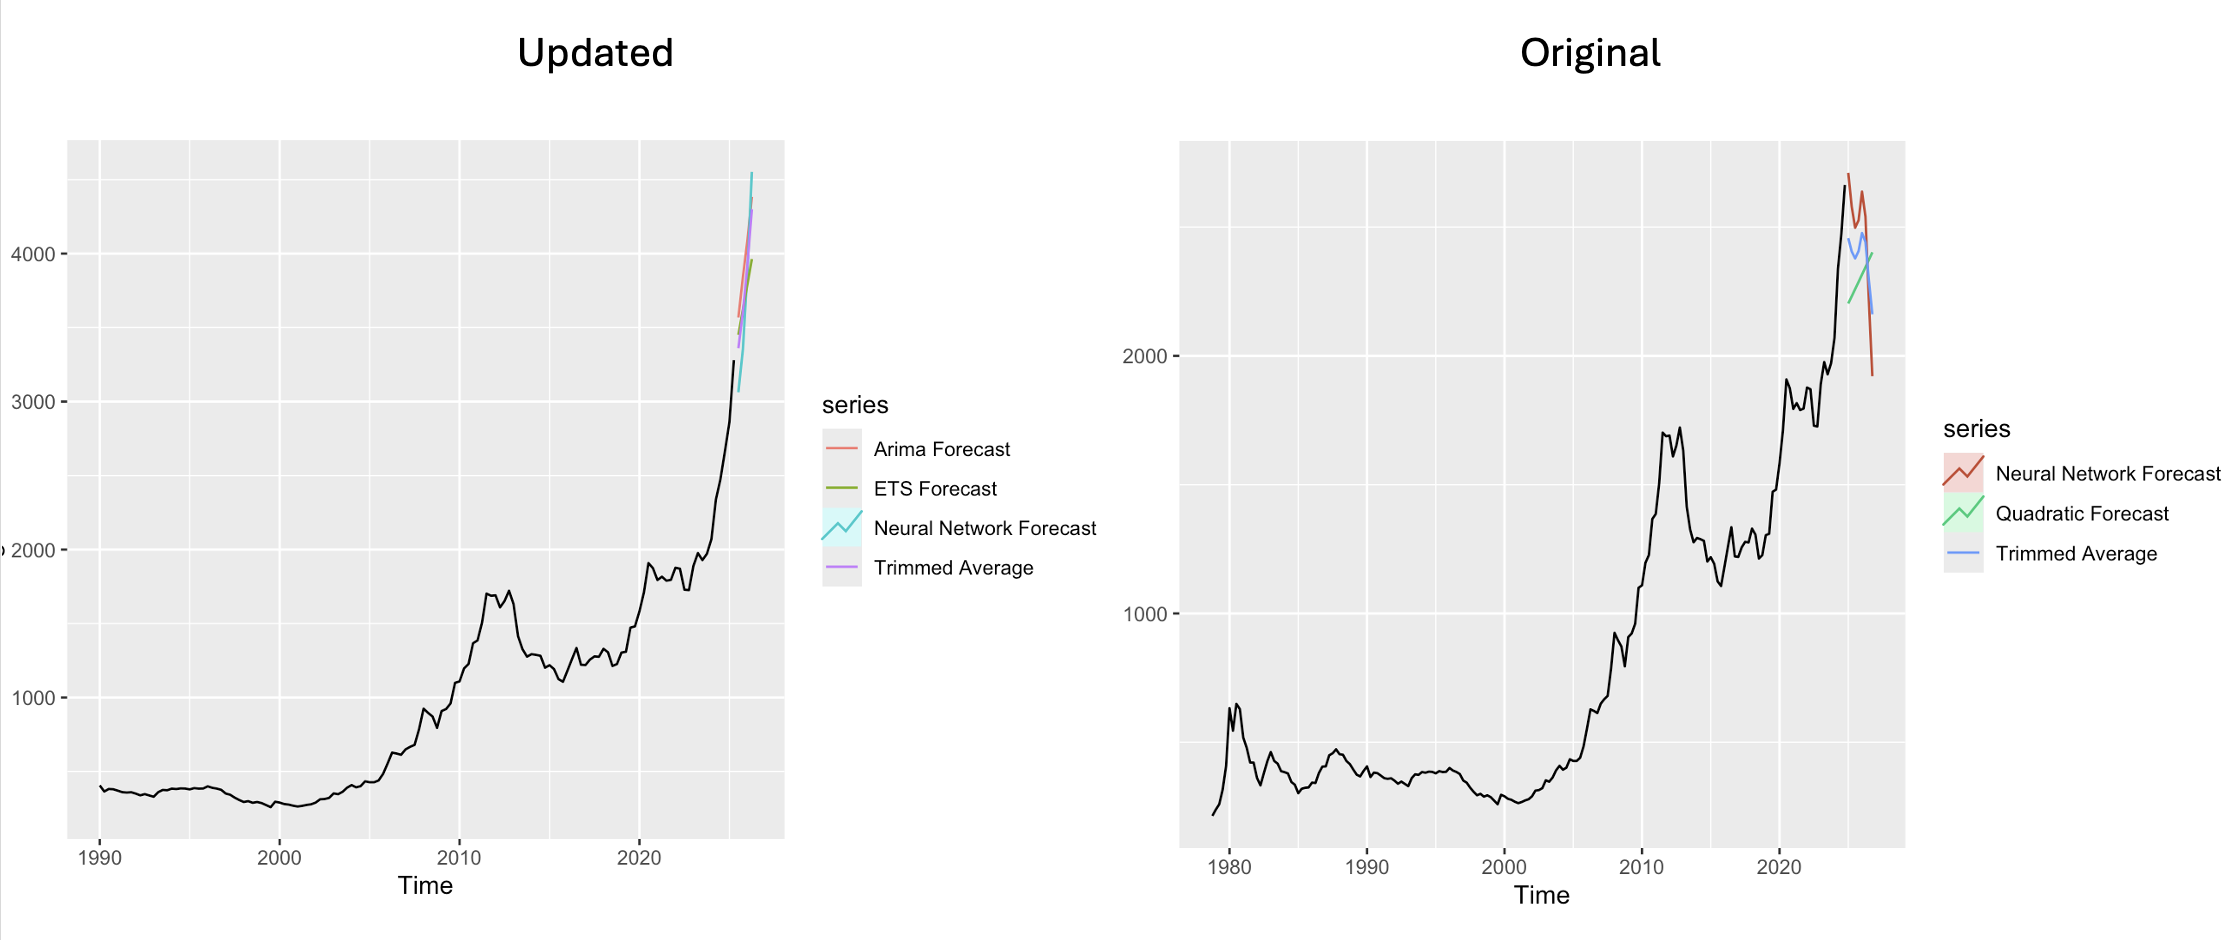 Updated
Original
4000
3000
2000
1000
1990
2000
2010
2020
Time
series
Arima Forecast
ETS Forecast
Neural Network Forecast
Trimmed Average
2000
1000
1980
1990
2000
2010
2020
Time
series
Neural Network Forecast
Quadratic Forecast
Trimmed Average